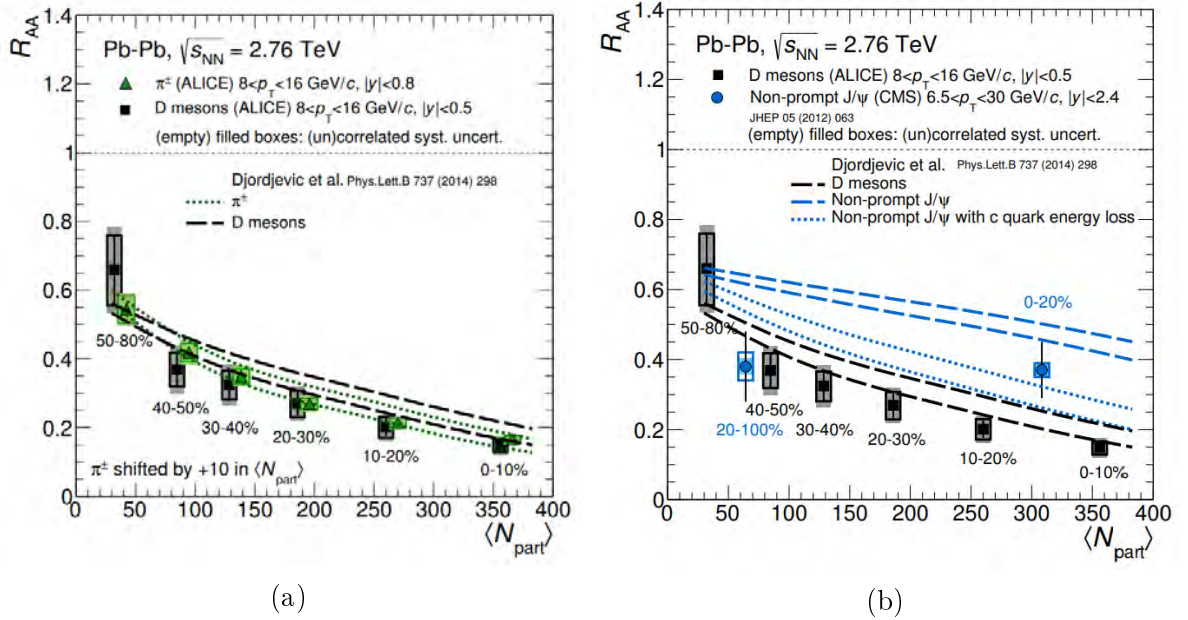 R_AA
1.4
1.2
1
0.8
0.6
0.4
0.2
0
Pb-Pb, √s_NN = 2.76 TeV
π± (ALICE) 8<p_T<16 GeV/c, |y|<0.8
D mesons (ALICE) 8<p_T<16 GeV/c, |y|<0.5
(empty) filled boxes: (un)correlated syst. uncert.
Djordjevic et al. Phys.Lett.B 737 (2014) 298
π±
D mesons
50-80%
40-50%
30-40%
20-30%
10-20%
0-10%
π± shifted by +10 in ⟨N_part⟩
0 50 100 150 200 250 300 350 400
⟨N_part⟩
(a)
R_AA
1.4
1.2
1
0.8
0.6
0.4
0.2
0
Pb-Pb, √s_NN = 2.76 TeV
D mesons (ALICE) 8<p_T<16 GeV/c, |y|<0.5
Non-prompt J/ψ (CMS) 6.5<p_T<30 GeV/c, |y|<2.4
JHEP 05 (2012) 063
(empty) filled boxes: (un)correlated syst. uncert.
Djordjevic et al. Phys.Lett.B 737 (2014) 298
D mesons
Non-prompt J/ψ
Non-prompt J/ψ with c quark energy loss
0-20%
50-80%
40-50%
20-100%
30-40%
20-30%
10-20%
0-10%
0 50 100 150 200 250 300 350 400
⟨N_part⟩
(b)